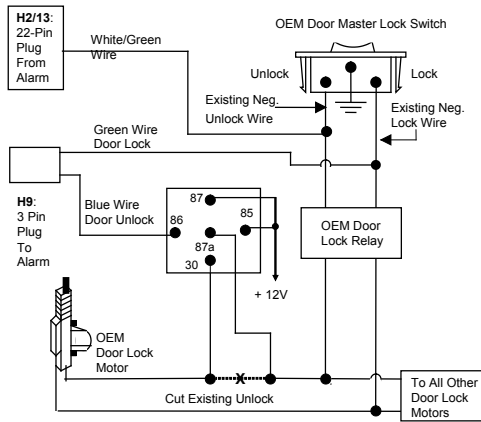 H2/13:
22-Pin
Plug
From
Alarm
White/Green
Wire
OEM Door Master Lock Switch
Unlock
Lock
Existing Neg.
Unlock Wire
Existing Neg.
Lock Wire
Green Wire
Door Lock
H9:
3 Pin
Plug
To
Alarm
Blue Wire
Door Unlock
87
86
85
87a
30
+ 12V
OEM Door
Lock Relay
OEM
Door Lock
Motor
X
Cut Existing Unlock
To All Other
Door Lock
Motors